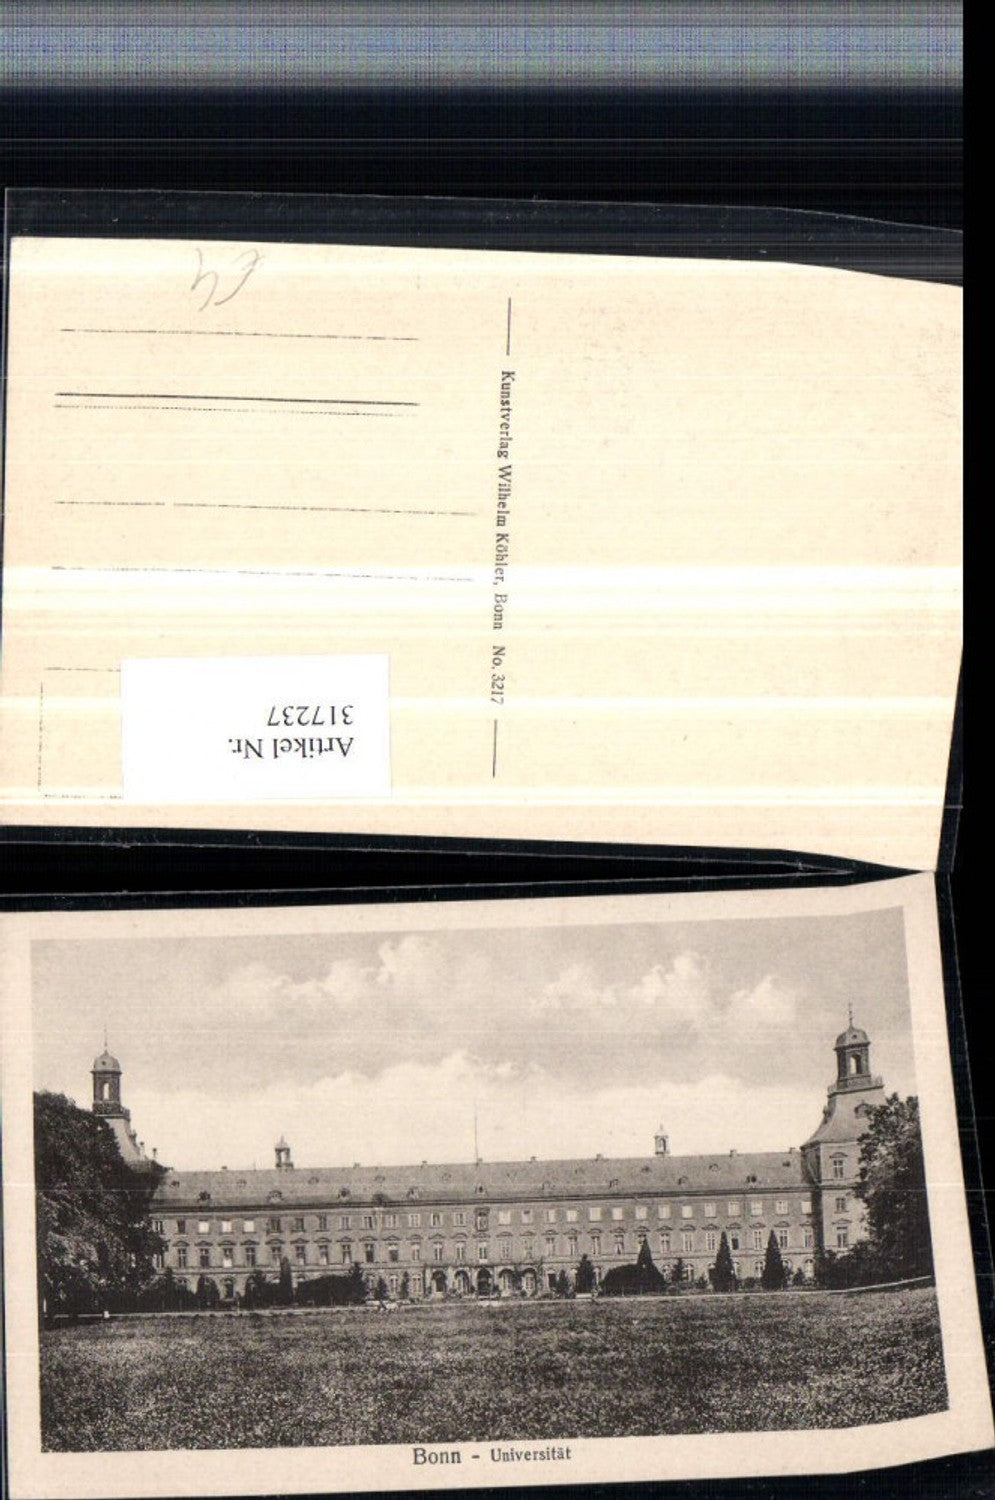 Kunstverlag Wilhelm Köhler, Bonn No. 3217
Artikel Nr.
317237
Bonn - Universität